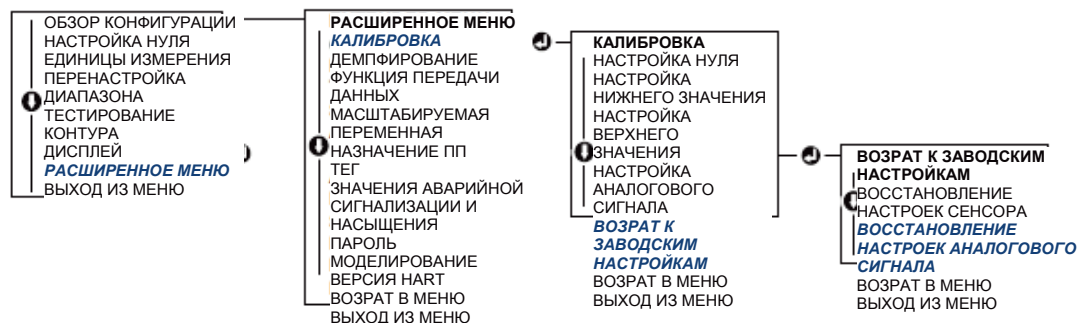 ОБЗОР КОНФИГУРАЦИИ
НАСТРОЙКА НУЛЯ
ЕДИНИЦЫ ИЗМЕРЕНИЯ
ПЕРЕНАСТРОЙКА
ДИАПАЗОНА
ТЕСТИРОВАНИЕ
КОНТУРА
ДИСПЛЕЙ
РАСШИРЕННОЕ МЕНЮ
ВЫХОД ИЗ МЕНЮ
РАСШИРЕННОЕ МЕНЮ
КАЛИБРОВКА
ДЕМПФИРОВАНИЕ
ФУНКЦИЯ ПЕРЕДАЧИ
ДАННЫХ
МАСШТАБИРУЕМАЯ
ПЕРЕМЕННАЯ
НАЗНАЧЕНИЕ ПП
ТЕГ
ЗНАЧЕНИЯ АВАРИЙНОЙ
СИГНАЛИЗАЦИИ И
НАСЫЩЕНИЯ
ПАРОЛЬ
МОДЕЛИРОВАНИЕ
ВЕРСИЯ HART
ВОЗРАТ В МЕНЮ
ВЫХОД ИЗ МЕНЮ
КАЛИБРОВКА
НАСТРОЙКА НУЛЯ
НАСТРОЙКА
НИЖНЕГО ЗНАЧЕНИЯ
НАСТРОЙКА
ВЕРХНЕГО
ЗНАЧЕНИЯ
НАСТРОЙКА
АНАЛОГОВОГО
СИГНАЛА
ВОЗРАТ К
ЗАВОДСКИМ
НАСТРОЙКАМ
ВОЗРАТ В МЕНЮ
ВЫХОД ИЗ МЕНЮ
ВОЗРАТ К ЗАВОДСКИМ
НАСТРОЙКАМ
ВОССТАНОВЛЕНИЕ
НАСТРОЕК СЕНСОРА
ВОССТАНОВЛЕНИЕ
НАСТРОЕК АНАЛОГОВОГО
СИГНАЛА
ВОЗРАТ В МЕНЮ
ВЫХОД ИЗ МЕНЮ